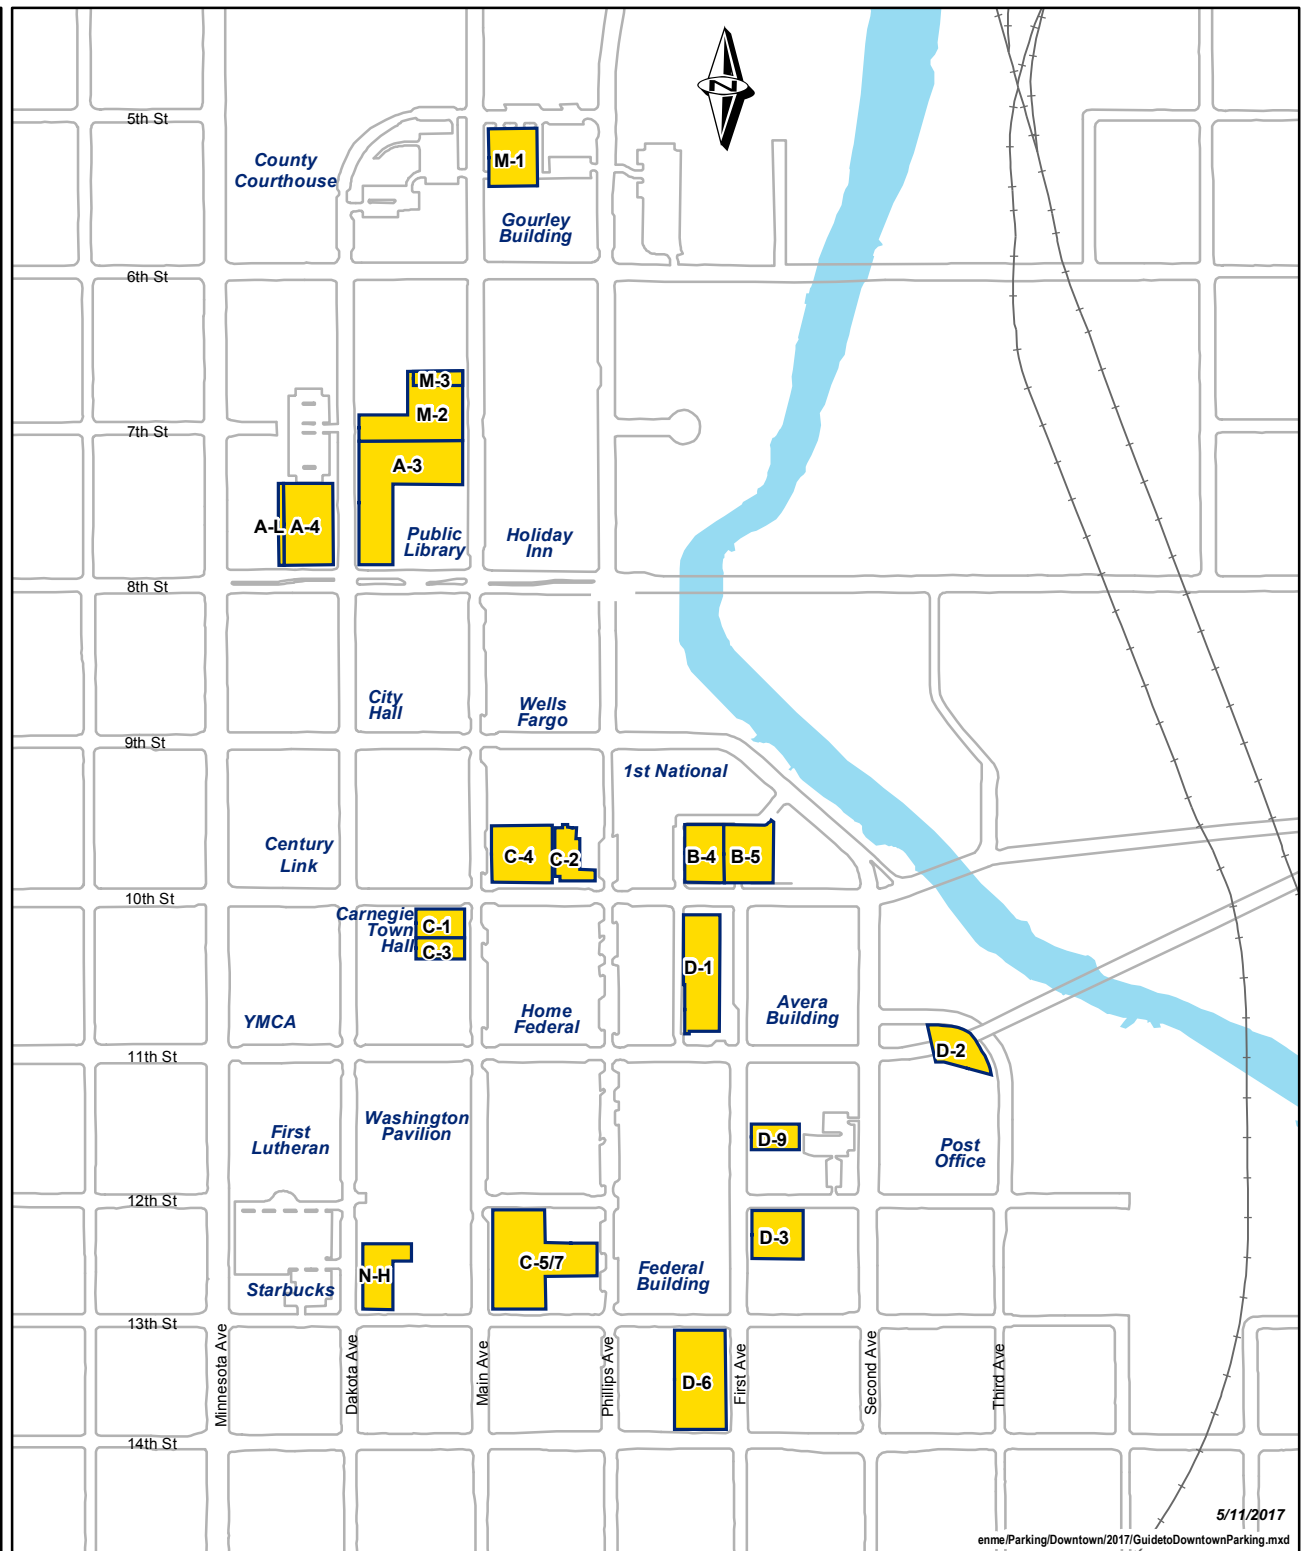 N
5th St
County
Courthouse
M-1
Gourley
Building
6th St
M-3
M-2
7th St
A-3
A-L
A-4
Public
Library
Holiday
Inn
8th St
City
Hall
Wells
Fargo
9th St
1st National
Century
Link
C-4
C-2
B-4
B-5
10th St
Carnegie
Town
Hall
C-1
C-3
D-1
YMCA
Home
Federal
Avera
Building
11th St
D-2
First
Lutheran
Washington
Pavilion
D-9
Post
Office
12th St
D-3
N-H
C-5/7
Starbucks
Federal
Building
13th St
Minnesota Ave
Dakota Ave
Main Ave
Phillips Ave
D-6
First Ave
Second Ave
Third Ave
14th St
5/11/2017
enme/Parking/Downtown/2017/GuidetoDowntownParking.mxd